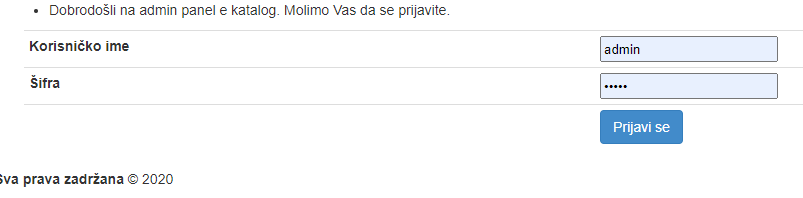 Dobrodošli na admin panel e katalog. Molimo Vas da se prijavite.
Korisničko ime
admin
Šifra
•••••
Prijavi se
Sva prava zadržana © 2020